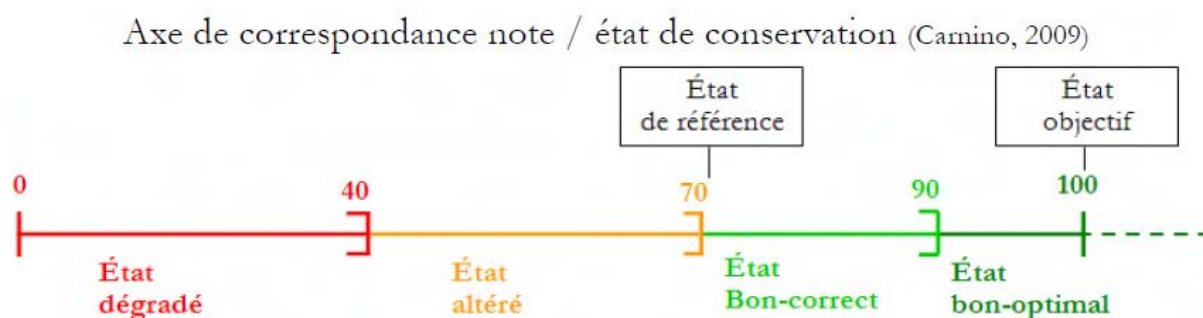 Axe de correspondance note / état de conservation (Carnino, 2009)
État
de référence
État
objectif
0
40
70
90
100
État
dégradé
État
altéré
État
Bon-correct
État
bon-optimal